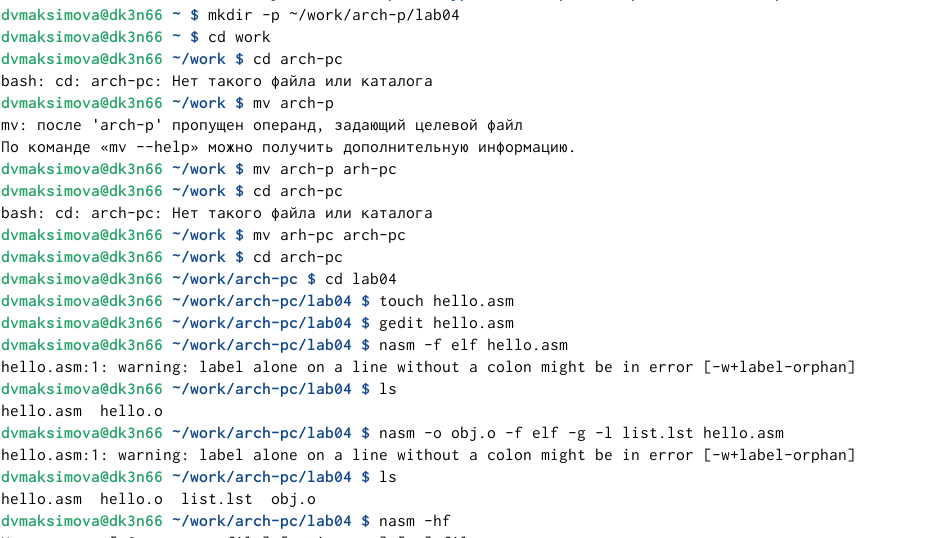 dvmaksimova@dk3n66 ~ $ mkdir -p ~/work/arch-p/lab04
dvmaksimova@dk3n66 ~ $ cd work
dvmaksimova@dk3n66 ~/work $ cd arch-pc
bash: cd: arch-pc: Нет такого файла или каталога
dvmaksimova@dk3n66 ~/work $ mv arch-p
mv: после 'arch-p' пропущен операнд, задающий целевой файл
По команде «mv --help» можно получить дополнительную информацию.
dvmaksimova@dk3n66 ~/work $ mv arch-p arh-pc
dvmaksimova@dk3n66 ~/work $ cd arch-pc
bash: cd: arch-pc: Нет такого файла или каталога
dvmaksimova@dk3n66 ~/work $ mv arh-pc arch-pc
dvmaksimova@dk3n66 ~/work $ cd arch-pc
dvmaksimova@dk3n66 ~/work/arch-pc $ cd lab04
dvmaksimova@dk3n66 ~/work/arch-pc/lab04 $ touch hello.asm
dvmaksimova@dk3n66 ~/work/arch-pc/lab04 $ gedit hello.asm
dvmaksimova@dk3n66 ~/work/arch-pc/lab04 $ nasm -f elf hello.asm
hello.asm:1: warning: label alone on a line without a colon might be in error [-w+label-orphan]
dvmaksimova@dk3n66 ~/work/arch-pc/lab04 $ ls
hello.asm  hello.o
dvmaksimova@dk3n66 ~/work/arch-pc/lab04 $ nasm -o obj.o -f elf -g -l list.lst hello.asm
hello.asm:1: warning: label alone on a line without a colon might be in error [-w+label-orphan]
dvmaksimova@dk3n66 ~/work/arch-pc/lab04 $ ls
hello.asm  hello.o  list.lst  obj.o
dvmaksimova@dk3n66 ~/work/arch-pc/lab04 $ nasm -hf